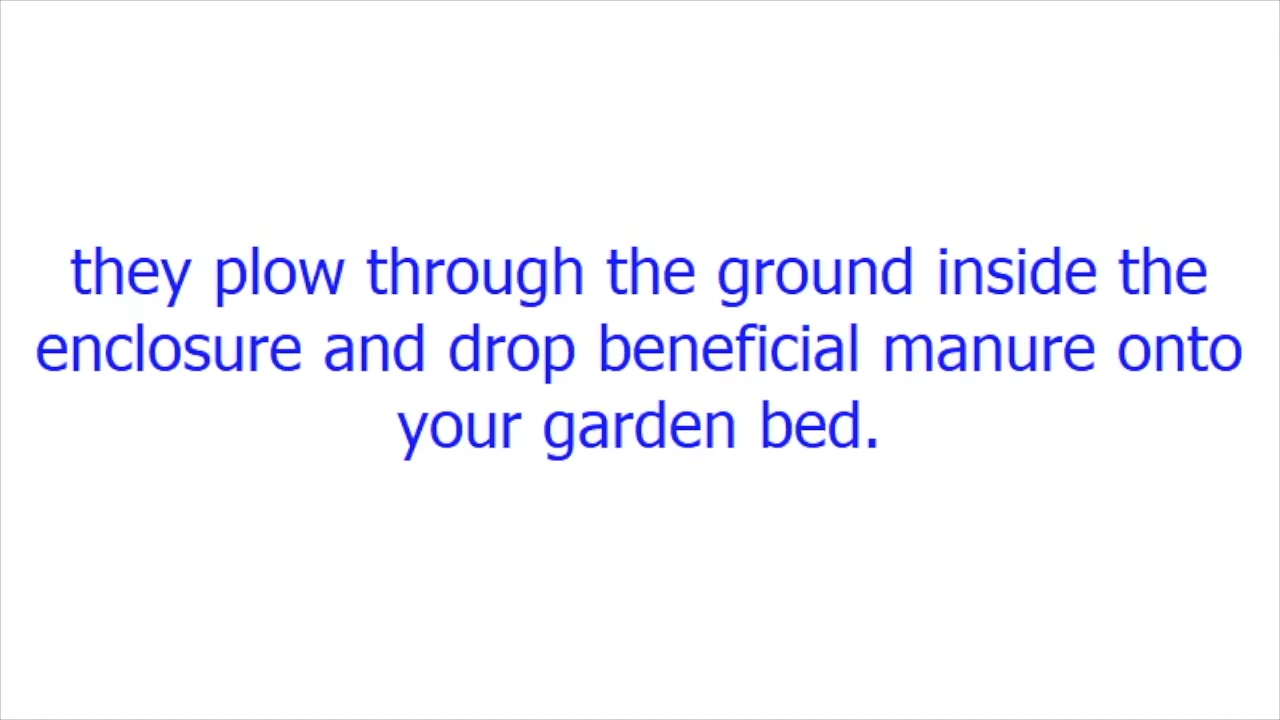 they plow through the ground inside the
enclosure and drop beneficial manure onto
your garden bed.